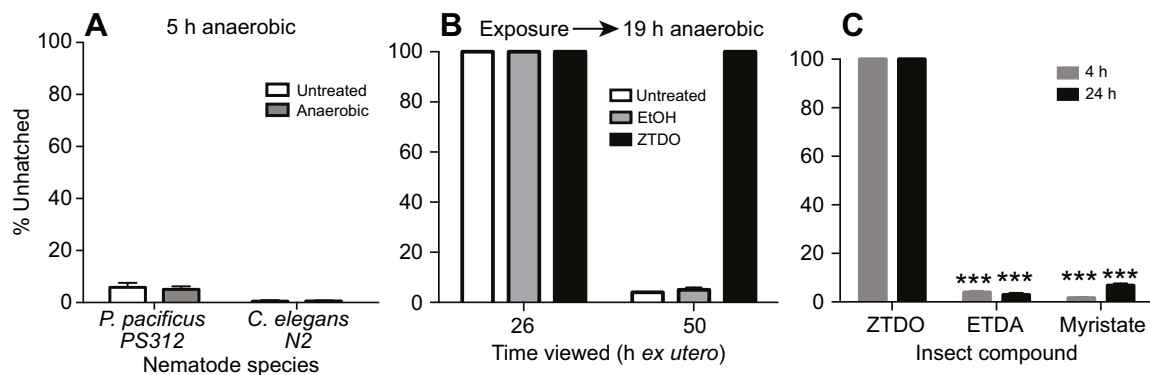 A
5 h anaerobic
% Unhatched
100
80
60
40
20
0
Untreated
Anaerobic
P. pacificus
PS312
C. elegans
N2
Nematode species
B
Exposure → 19 h anaerobic
100
80
60
40
20
0
Untreated
EtOH
ZTDO
26
50
Time viewed (h ex utero)
C
100
80
60
40
20
0
4 h
24 h
*** ***
*** ***
ZTDO
ETDA
Myristate
Insect compound